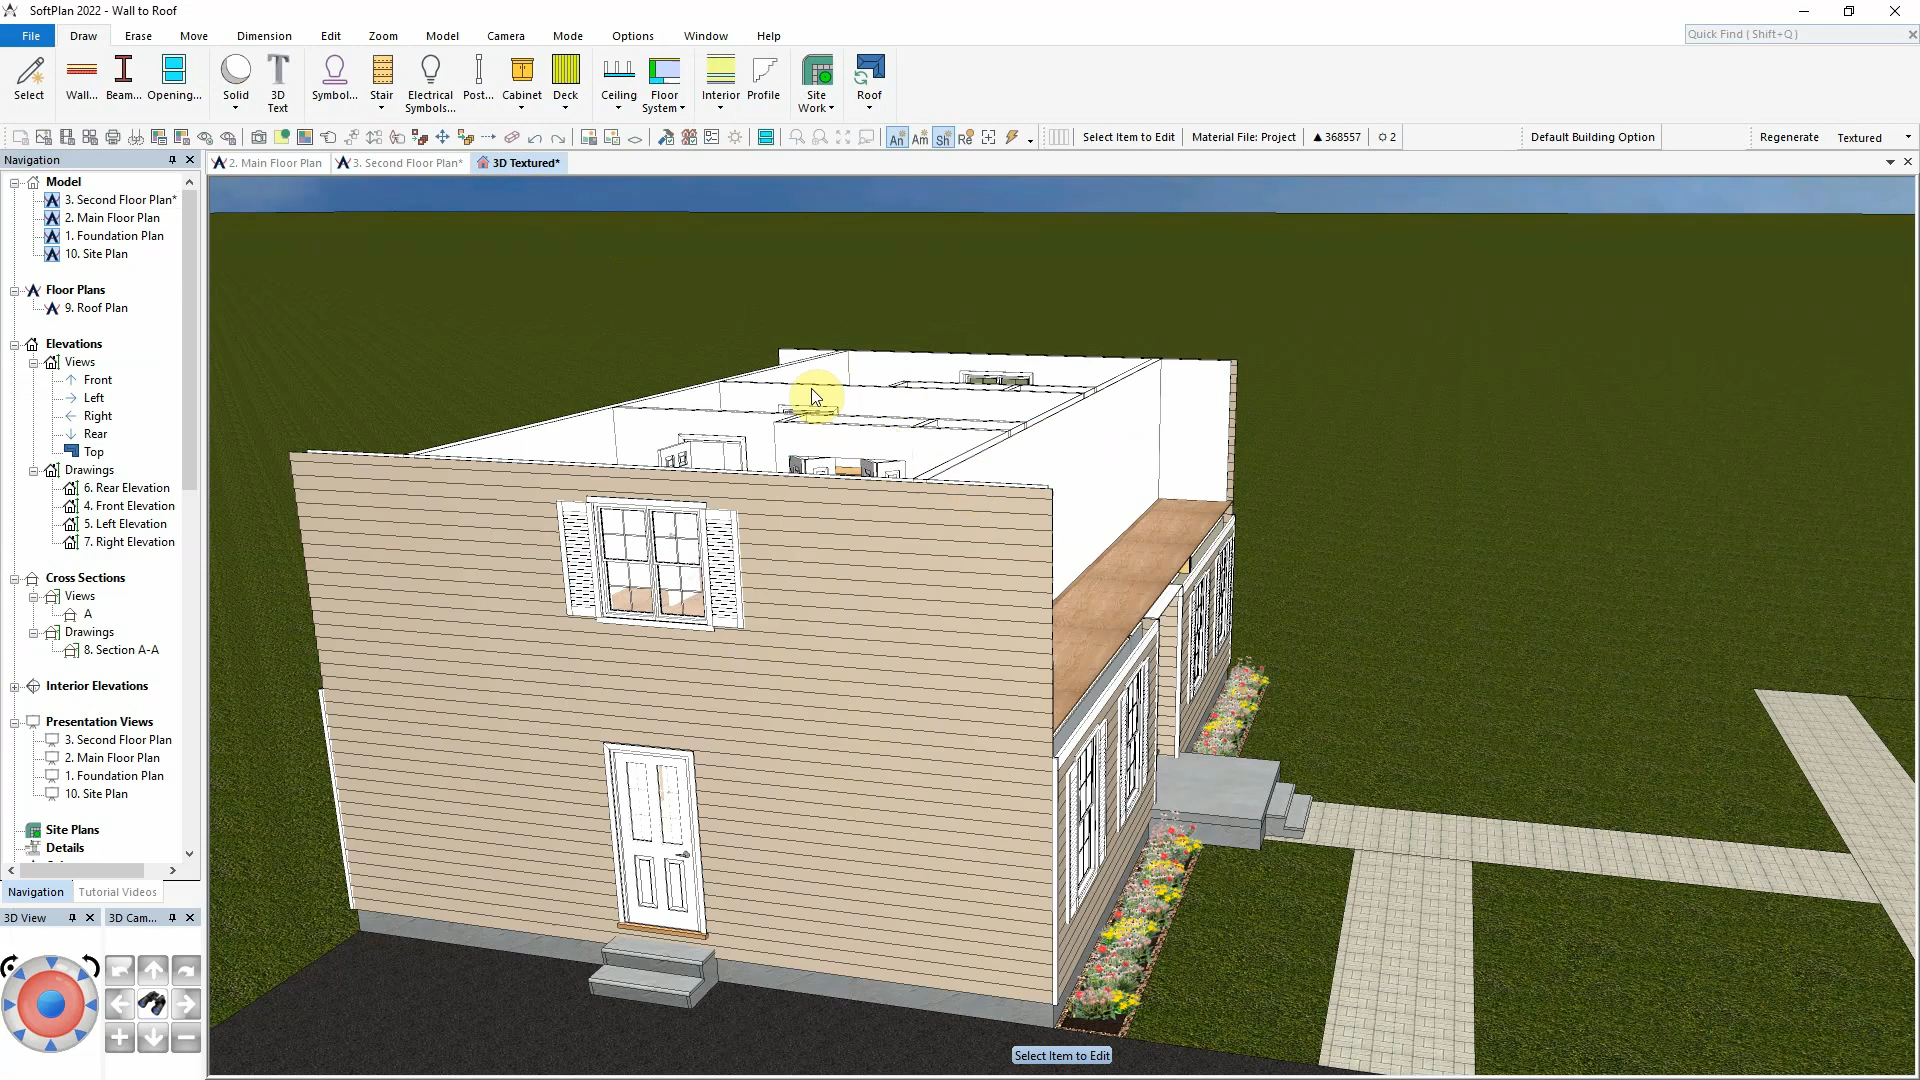 SoftPlan 2022 - Wall to Roof
File Draw Erase Move Dimension Edit Zoom Model Camera Mode Options Window Help
Quick Find ( Shift+Q )
Select Wall... Beam... Opening... Solid 3D Text Symbol... Stair Electrical Symbols... Post... Cabinet Deck Ceiling Floor System Interior Profile Site Work Roof
An Am Sh Re Select Item to Edit Material File: Project 368557 2 Default Building Option Regenerate Textured
Navigation
2. Main Floor Plan 3. Second Floor Plan* 3D Textured*
Model
3. Second Floor Plan*
2. Main Floor Plan
1. Foundation Plan
10. Site Plan
Floor Plans
9. Roof Plan
Elevations
Views
Front
Left
Right
Rear
Top
Drawings
6. Rear Elevation
4. Front Elevation
5. Left Elevation
7. Right Elevation
Cross Sections
Views
A
Drawings
8. Section A-A
Interior Elevations
Presentation Views
3. Second Floor Plan
2. Main Floor Plan
1. Foundation Plan
10. Site Plan
Site Plans
Details
Navigation Tutorial Videos
3D View 3D Cam...
Select Item to Edit